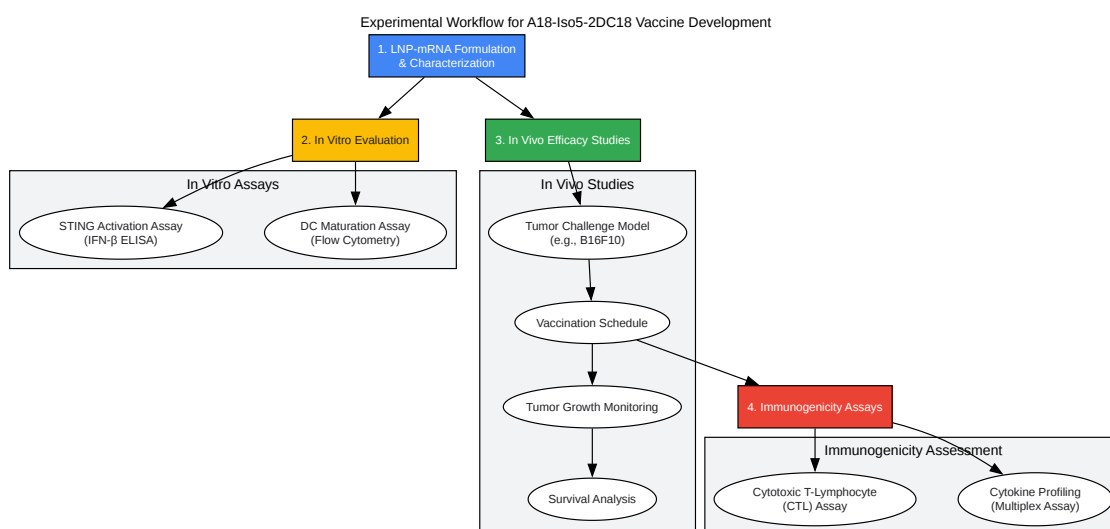 Experimental Workflow for A18-Iso5-2DC18 Vaccine Development
1. LNP-mRNA Formulation
& Characterization
2. In Vitro Evaluation
3. In Vivo Efficacy Studies
In Vitro Assays
STING Activation Assay
(IFN-β ELISA)
DC Maturation Assay
(Flow Cytometry)
In Vivo Studies
Tumor Challenge Model
(e.g., B16F10)
Vaccination Schedule
Tumor Growth Monitoring
Survival Analysis
4. Immunogenicity Assays
Immunogenicity Assessment
Cytotoxic T-Lymphocyte
(CTL) Assay
Cytokine Profiling
(Multiplex Assay)